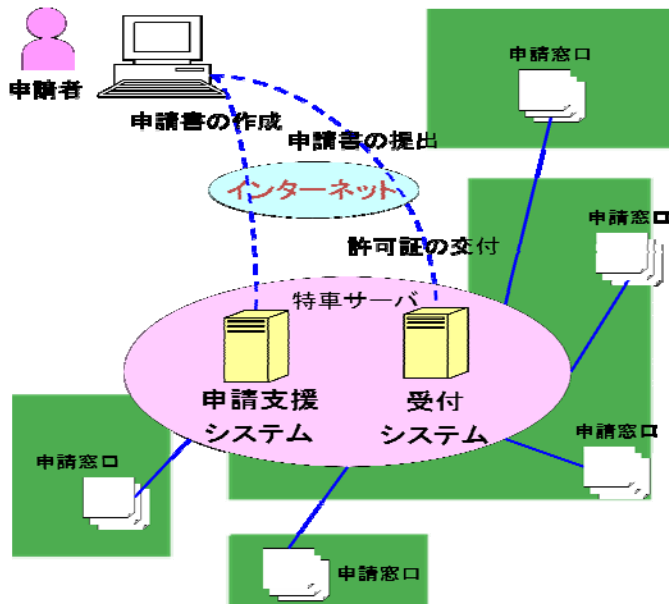 申請窓口
申請者
申請書の作成
申請書の提出
インターネット
申請窓口
許可証の交付
特車サーバ
申請支援
システム
受付
システム
申請窓口
申請窓口
申請窓口